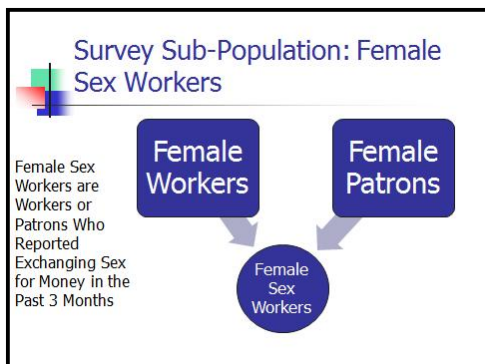 Survey Sub-Population: Female
Sex Workers
Female Sex
Workers are
Workers or
Patrons Who
Reported
Exchanging Sex
for Money in the
Past 3 Months
Female
Workers
Female
Patrons
Female
Sex
Workers